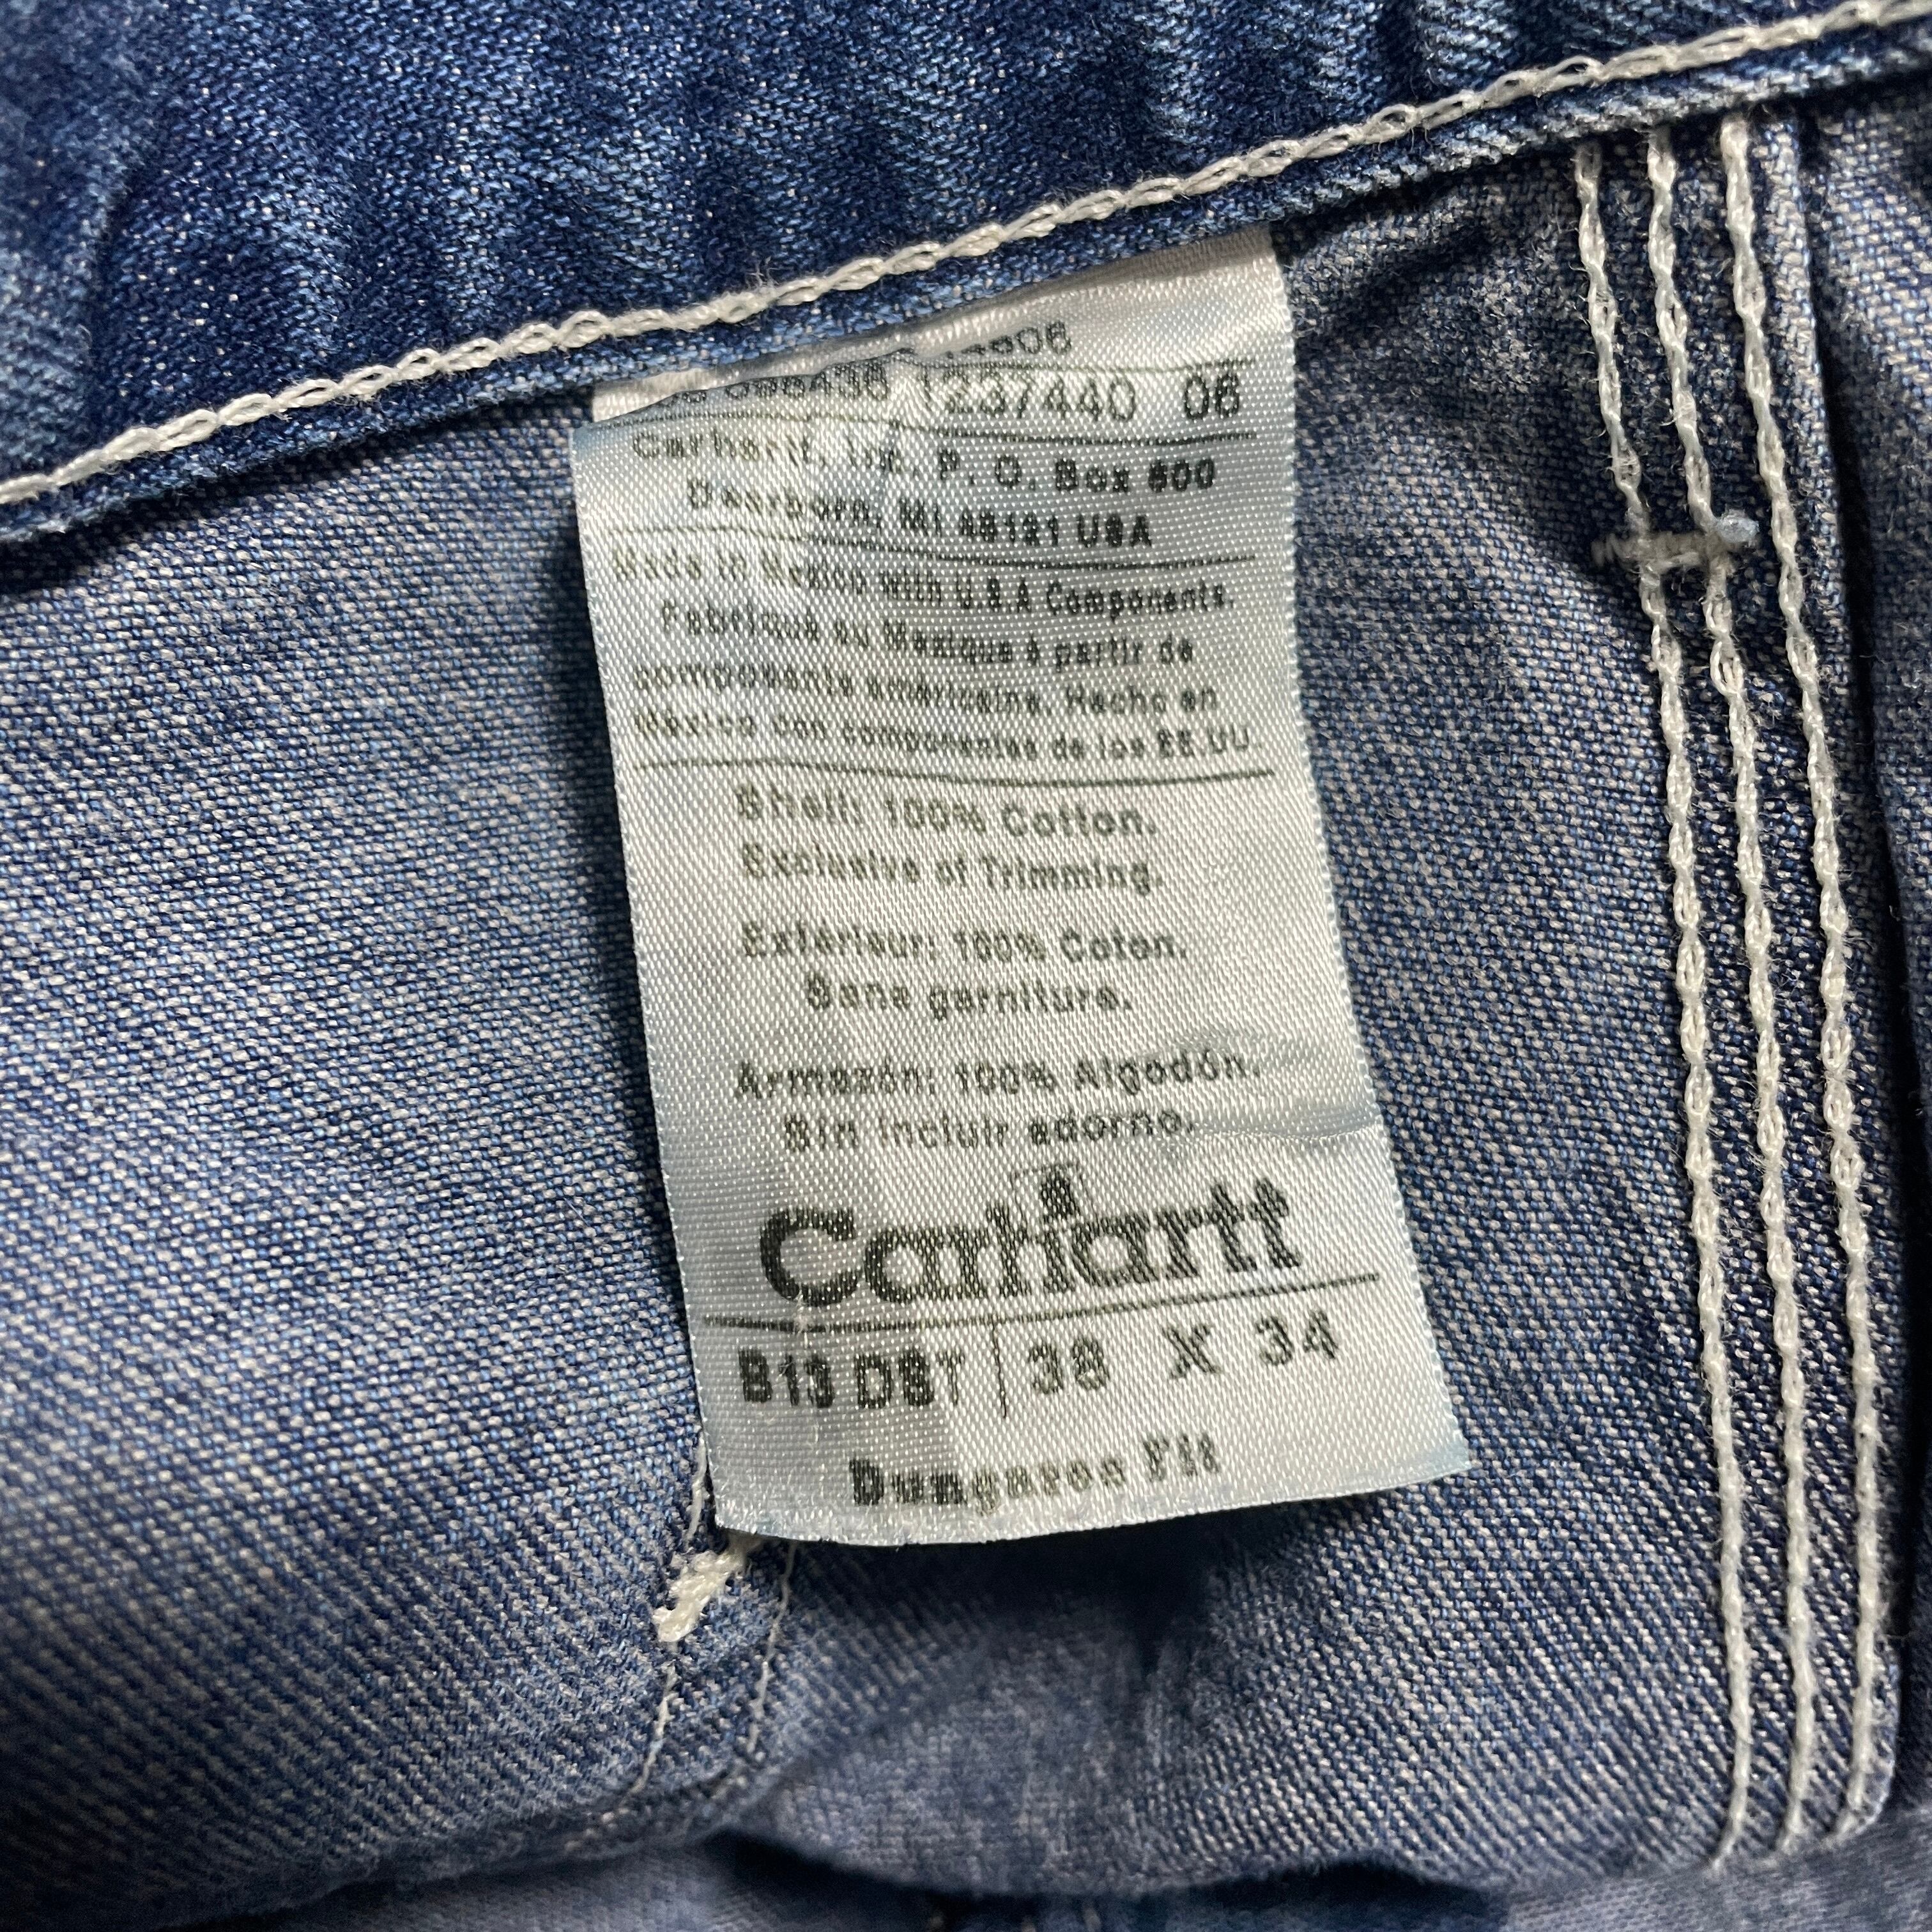 14806
1237440 06
Carhartt, Inc. P. O. Box 600
Dearborn, MI 48121 USA
Made in Mexico with U.S.A Components
Fabriqué au Mexique à partir de
composants américains. Hecho en
México con componentes de los EE.UU.
Shell: 100% Cotton.
Exclusive of Trimming.
Extérieur: 100% Coton.
Sans garniture.
Armazón: 100% Algodón.
Sin incluir adorno.
Carhartt
B13 DST 38 X 34
Dungaree Fit